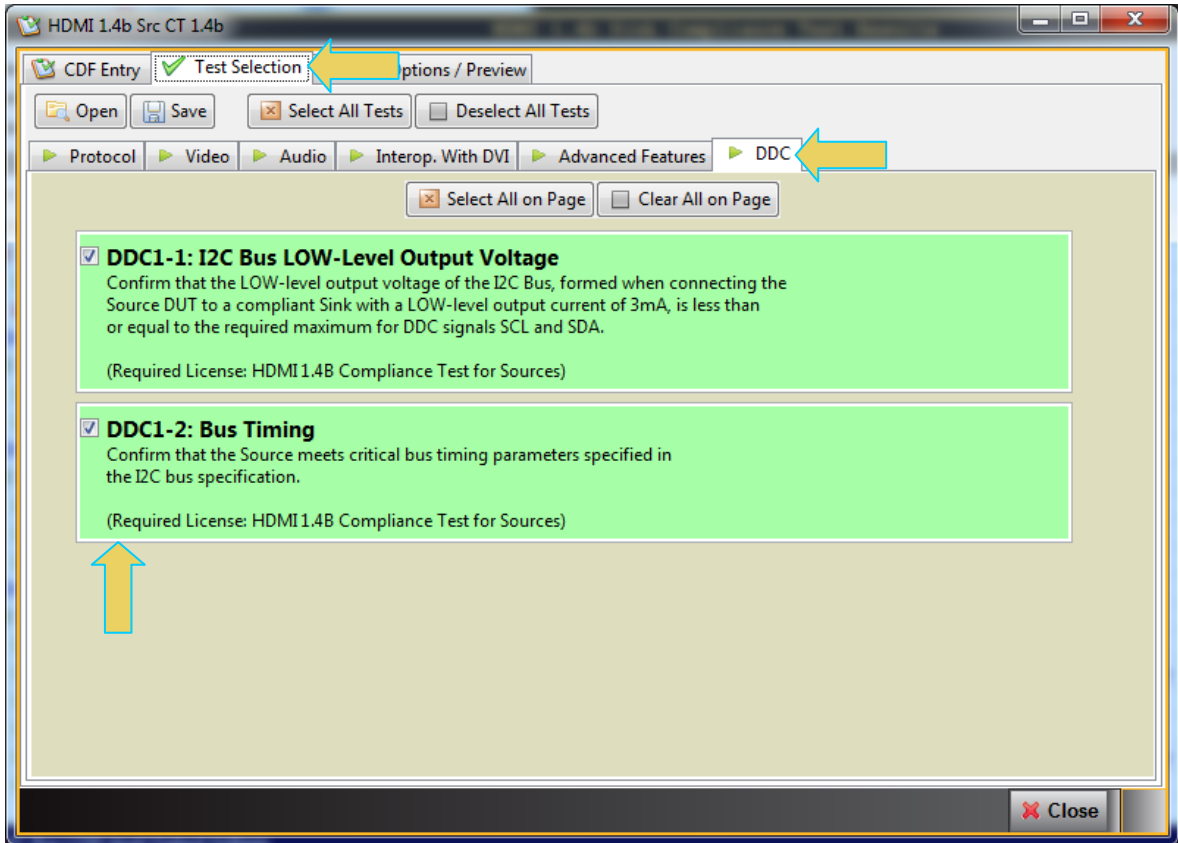 HDMI 1.4b Src CT 1.4b
CDF Entry Test Selection ptions / Preview
Open Save Select All Tests Deselect All Tests
Protocol Video Audio Interop. With DVI Advanced Features DDC
Select All on Page Clear All on Page
DDC1-1: I2C Bus LOW-Level Output Voltage
Confirm that the LOW-level output voltage of the I2C Bus, formed when connecting the
Source DUT to a compliant Sink with a LOW-level output current of 3mA, is less than
or equal to the required maximum for DDC signals SCL and SDA.
(Required License: HDMI 1.4B Compliance Test for Sources)
DDC1-2: Bus Timing
Confirm that the Source meets critical bus timing parameters specified in
the I2C bus specification.
(Required License: HDMI 1.4B Compliance Test for Sources)
Close